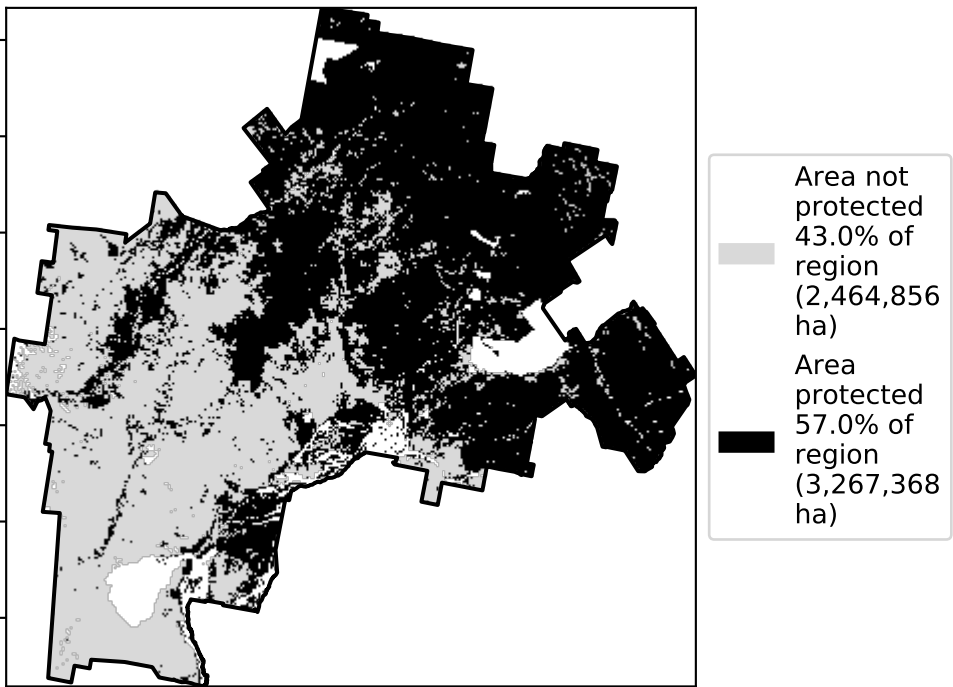 Area not
protected
43.0% of
region
(2,464,856
ha)
Area
protected
57.0% of
region
(3,267,368
ha)